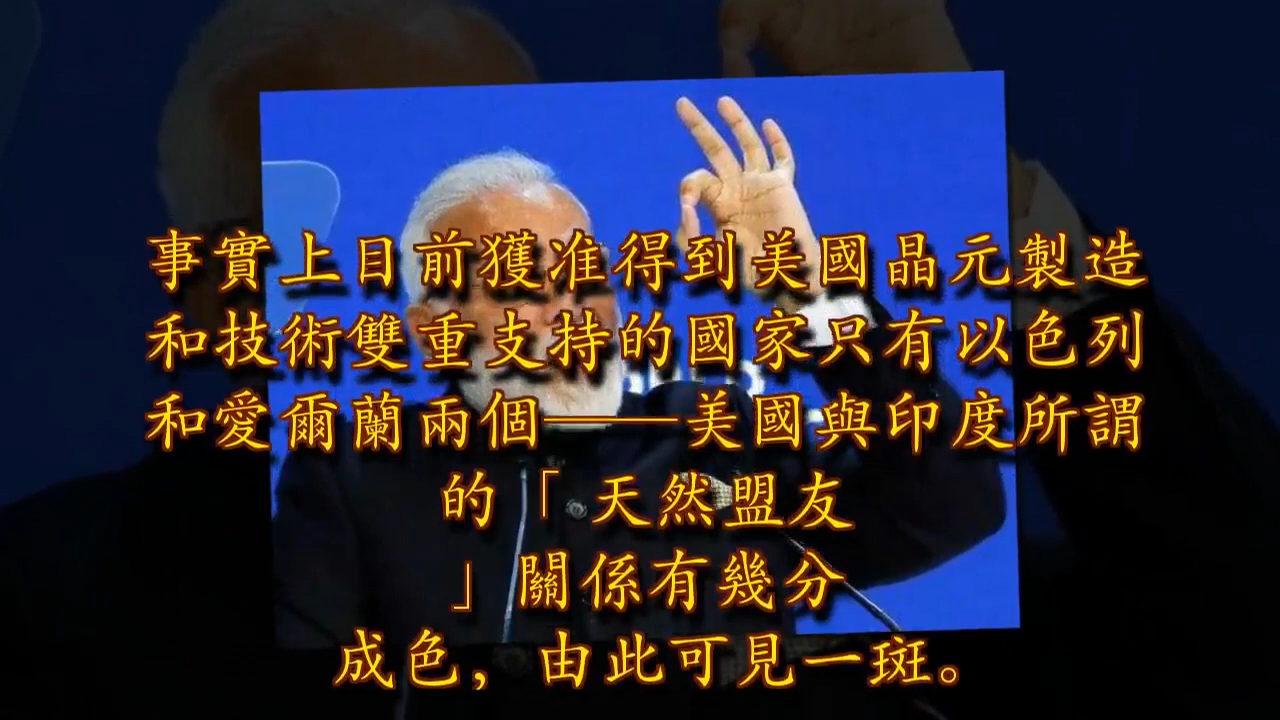 事實上目前獲准得到美國晶元製造
和技術雙重支持的國家只有以色列
和愛爾蘭兩個——美國與印度所謂
的「天然盟友
」關係有幾分
成色，由此可見一斑。